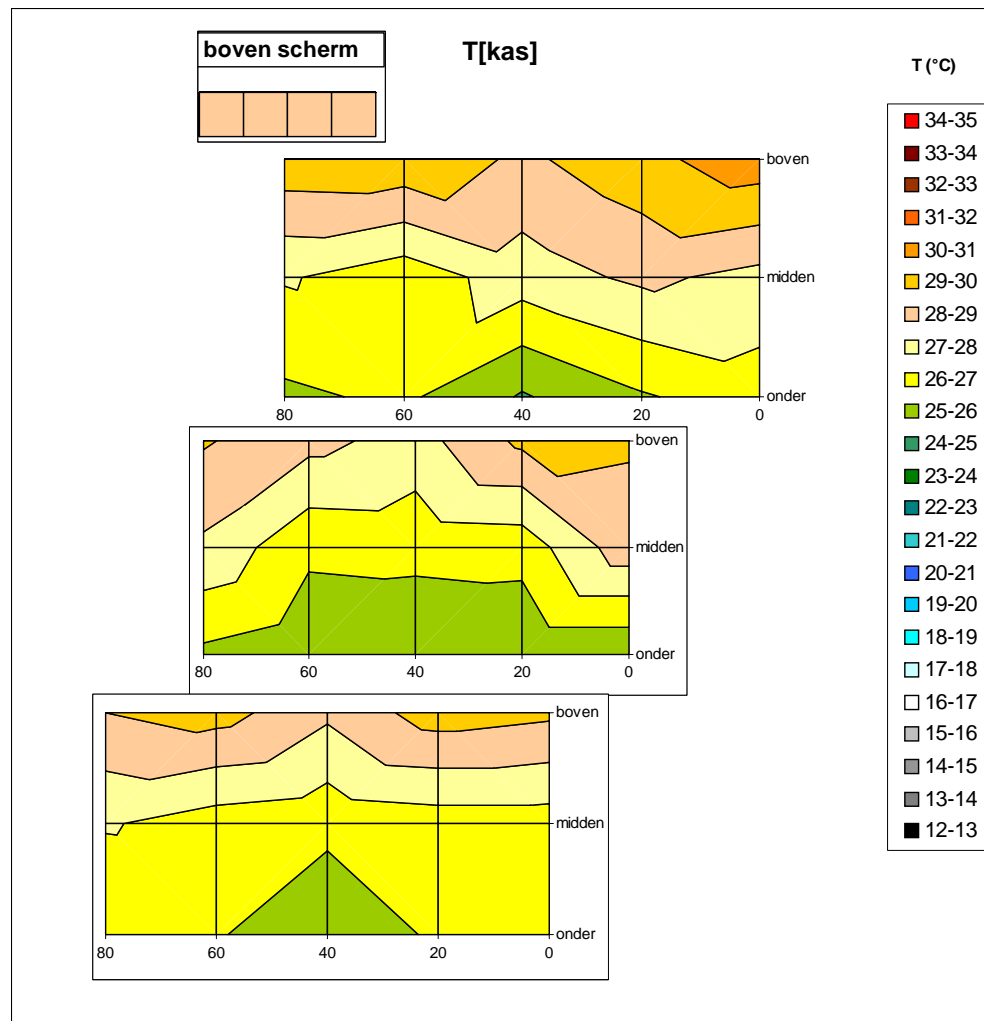 boven scherm
T[kas]
T (°C)
34-35
33-34
32-33
31-32
30-31
29-30
28-29
27-28
26-27
25-26
24-25
23-24
22-23
21-22
20-21
19-20
18-19
17-18
16-17
15-16
14-15
13-14
12-13
boven
midden
onder
80 60 40 20 0
boven
midden
onder
80 60 40 20 0
boven
midden
onder
80 60 40 20 0